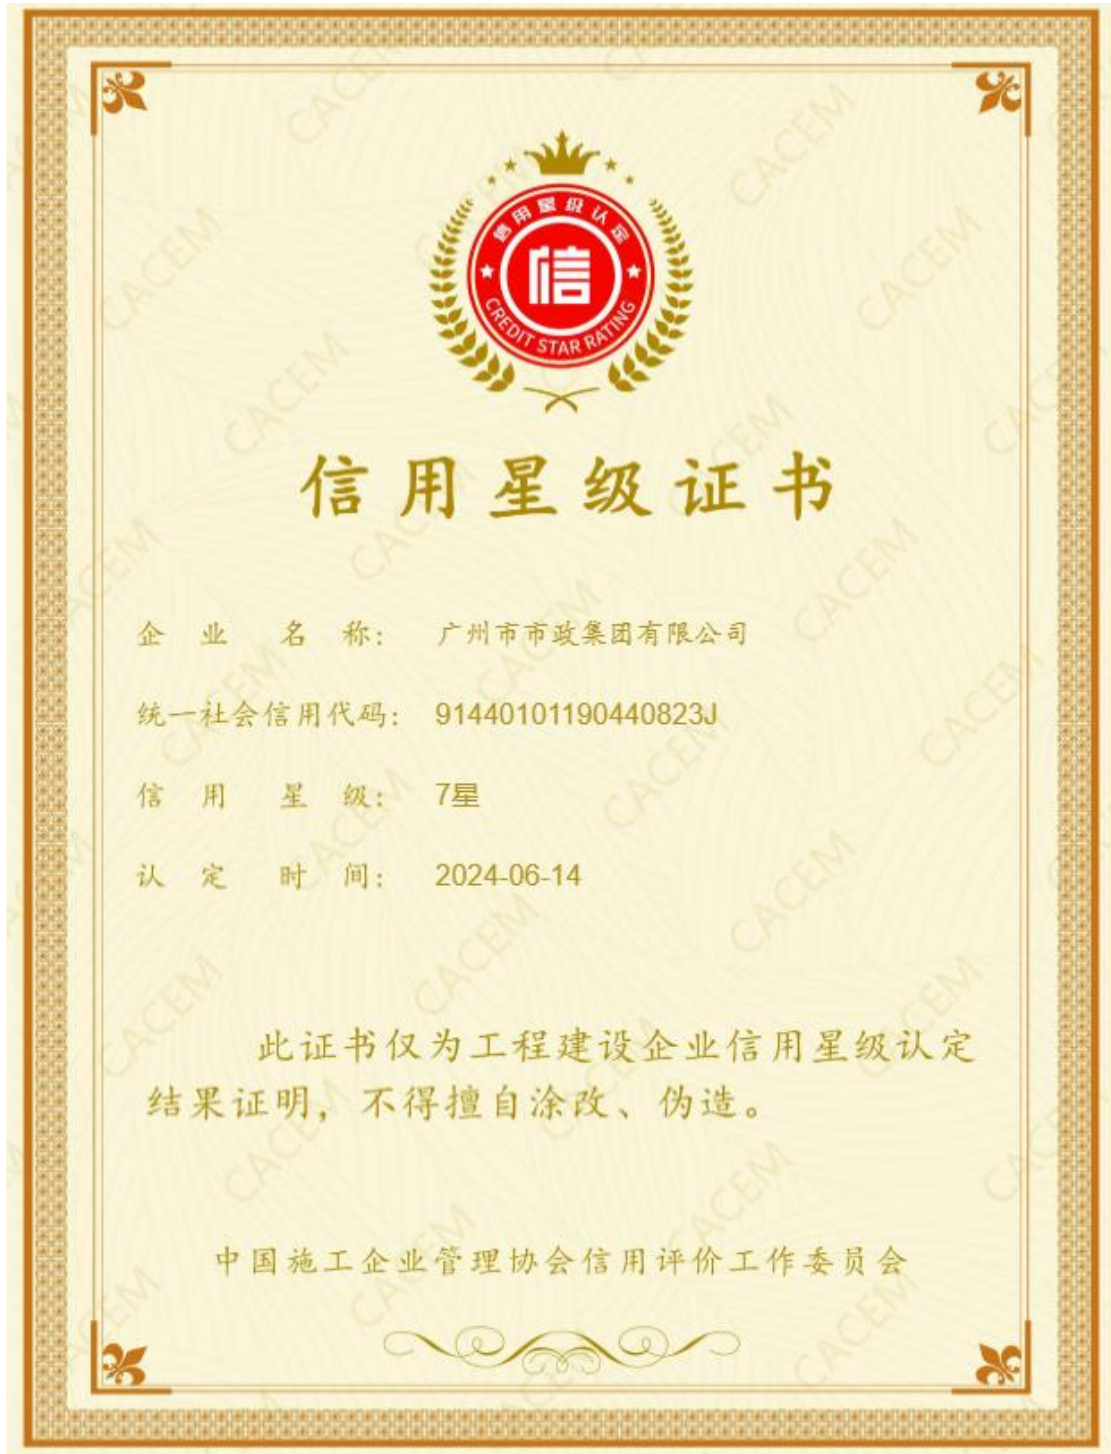 信用星级认定
信
CREDIT STAR RATING
信用星级证书
企业名称: 广州市市政集团有限公司
统一社会信用代码: 91440101190440823J
信用星级: 7星
认定时间: 2024-06-14
此证书仅为工程建设企业信用星级认定
结果证明，不得擅自涂改、伪造。
中国施工企业管理协会信用评价工作委员会
CACEM